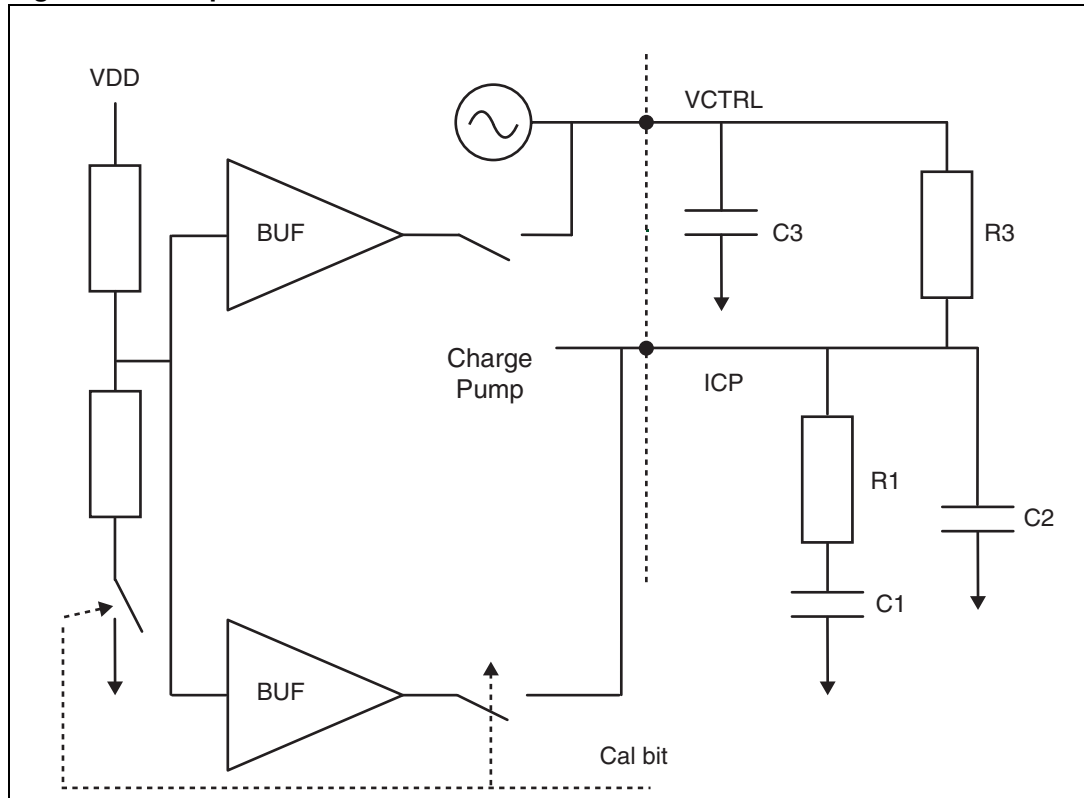 VDD
VCTRL
BUF
C3
R3
Charge
Pump
ICP
R1
C2
C1
BUF
Cal bit